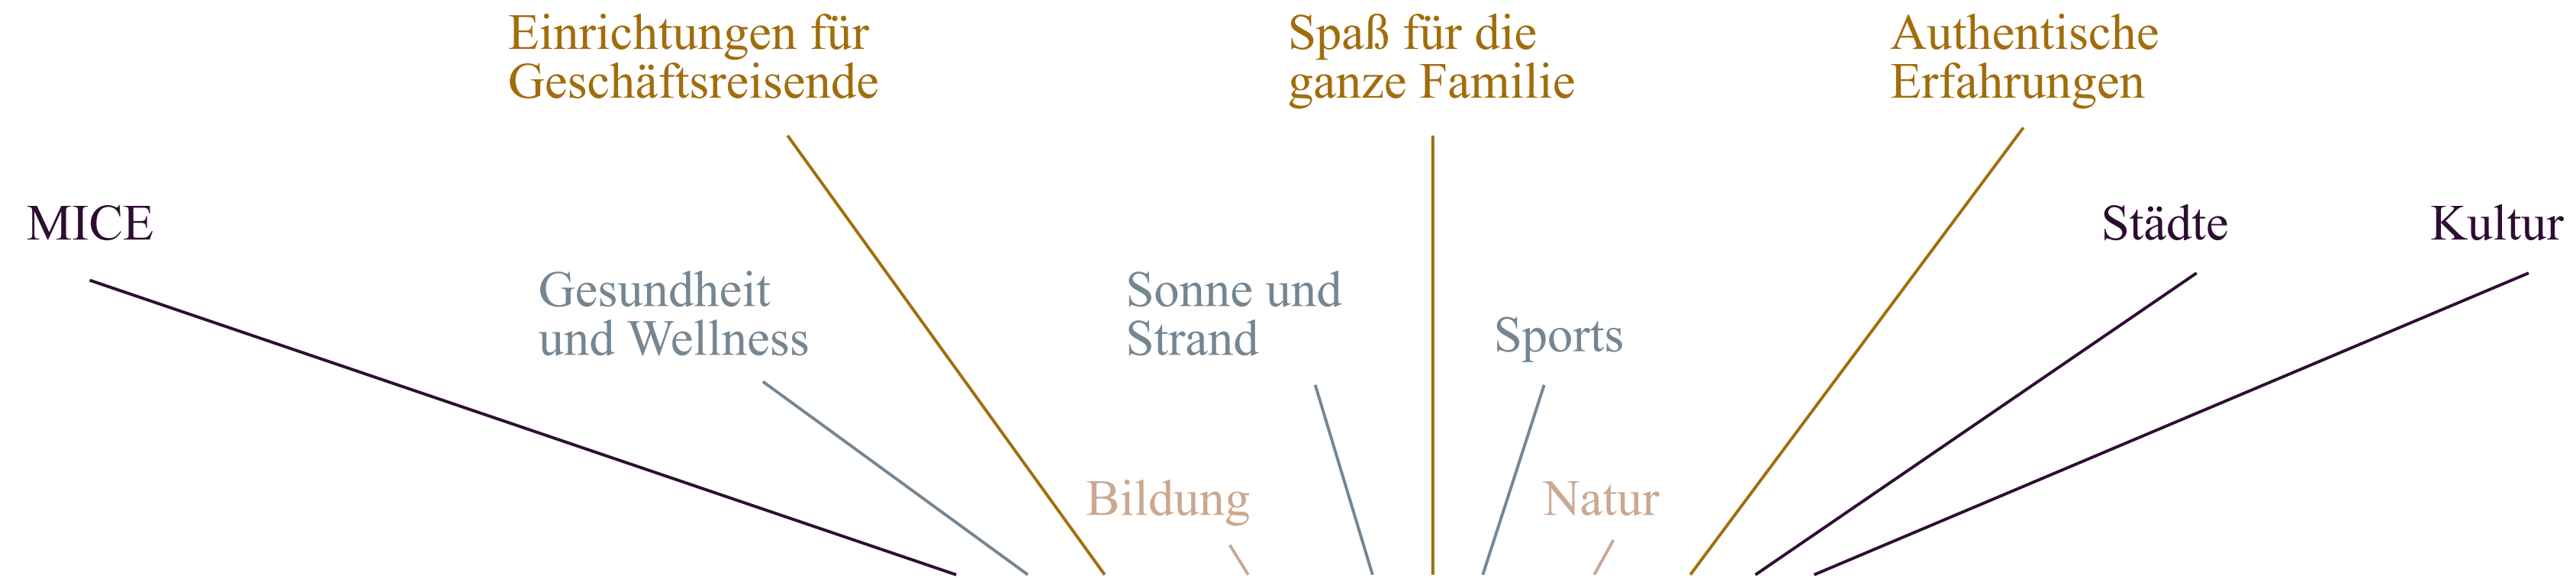 Einrichtungen für
Geschäftsreisende
Spaß für die
ganze Familie
Authentische
Erfahrungen
MICE
Städte
Kultur
Gesundheit
und Wellness
Sonne und
Strand
Sports
Bildung
Natur